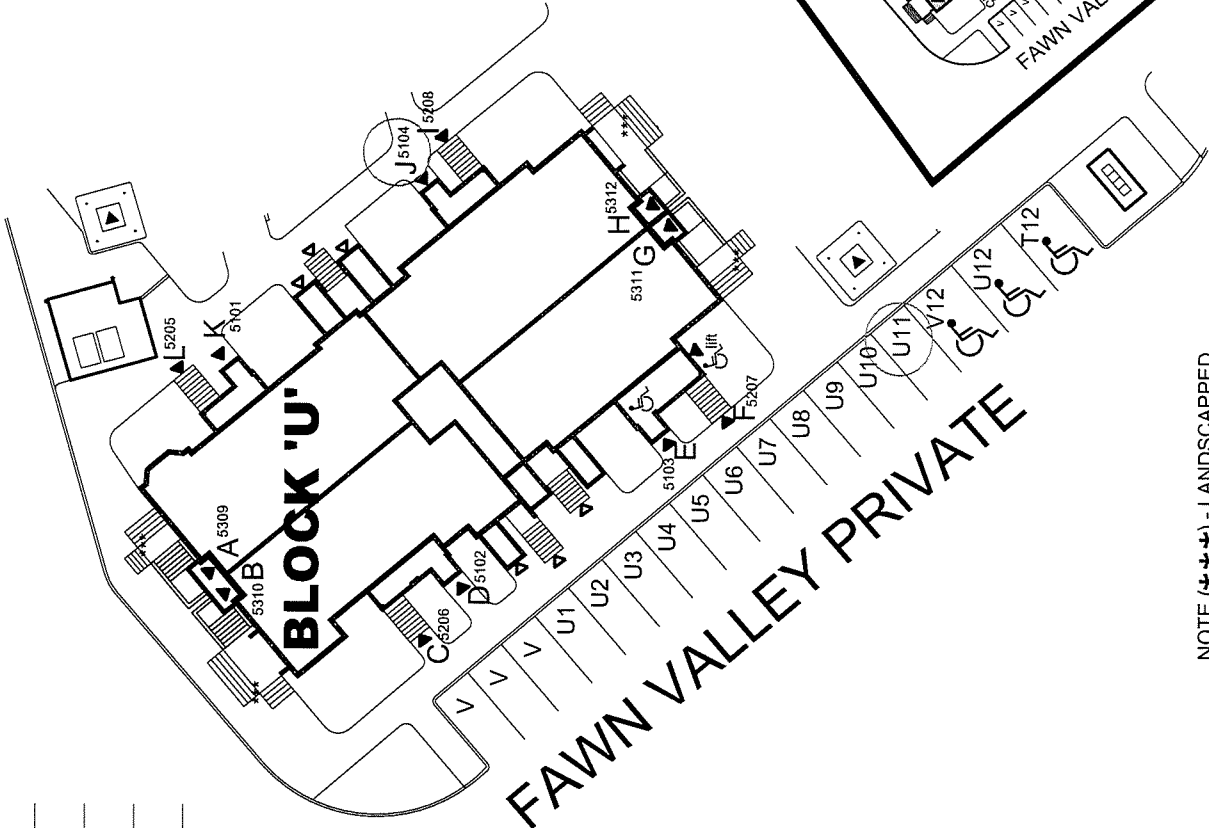 FAWN VAL
I 5208
J 5104
L 5205
K 5101
H 5312
G 5311
BLOCK 'U'
A 5309
B 5310
lift
F 5207
E 5103
D 5102
C 5206
***
***
***
***
V
V
V
U1
U2
U3
U4
U5
U6
U7
U8
U9
U10
U11
V12
U12
T12
FAWN VALLEY PRIVATE
NOTE (***) - LANDSCAPPED